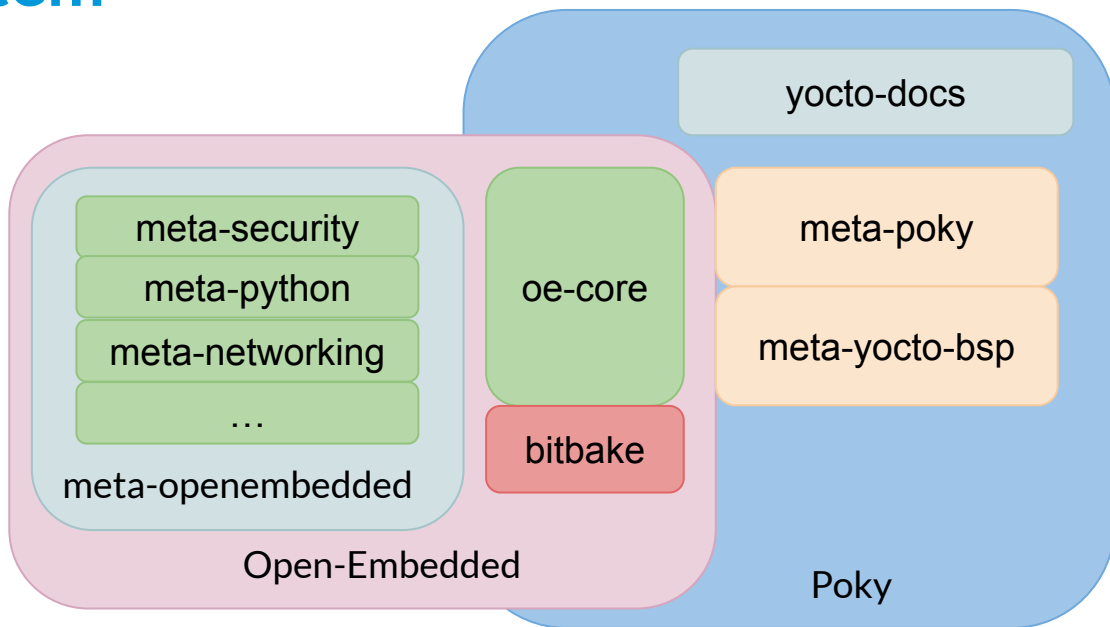 yocto-docs
meta-security
meta-python
meta-networking
…
meta-openembedded
oe-core
bitbake
Open-Embedded
meta-poky
meta-yocto-bsp
Poky